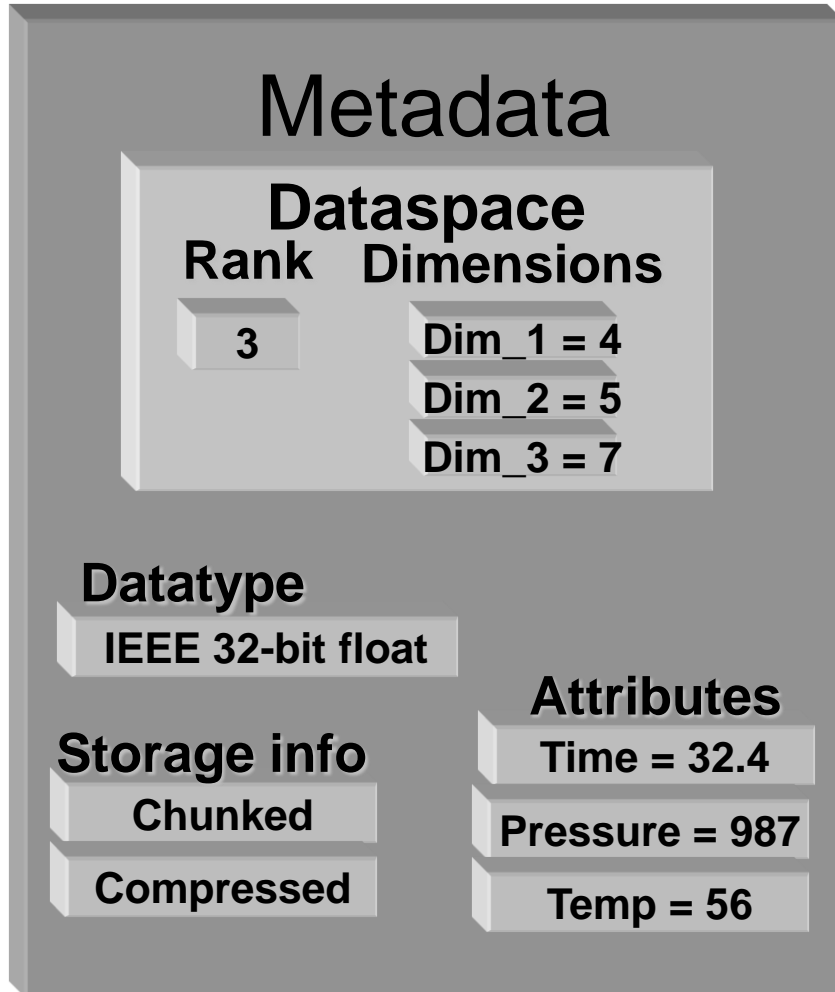 Metadata
Dataspace
Rank Dimensions
3
Dim_1 = 4
Dim_2 = 5
Dim_3 = 7
Datatype
IEEE 32-bit float
Storage info
Chunked
Compressed
Attributes
Time = 32.4
Pressure = 987
Temp = 56